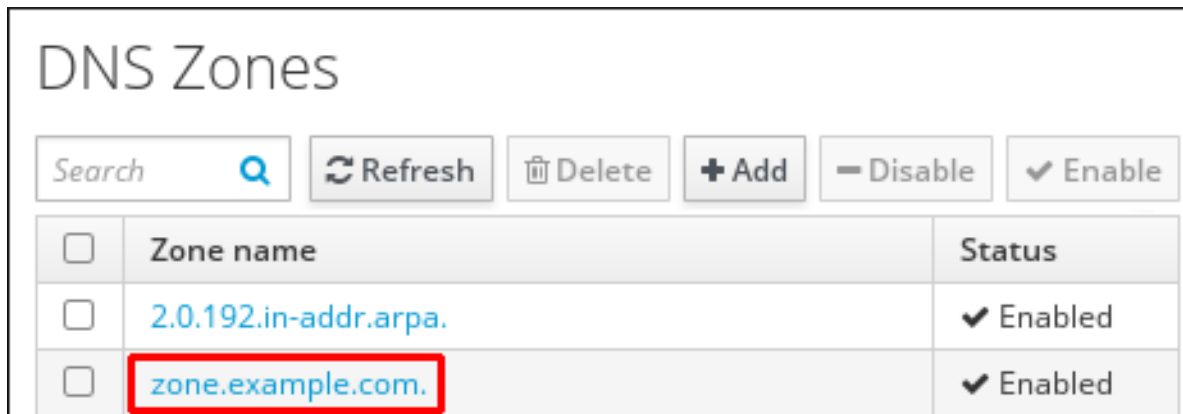 DNS Zones
Search Refresh Delete Add Disable Enable
Zone name Status
2.0.192.in-addr.arpa. Enabled
zone.example.com. Enabled